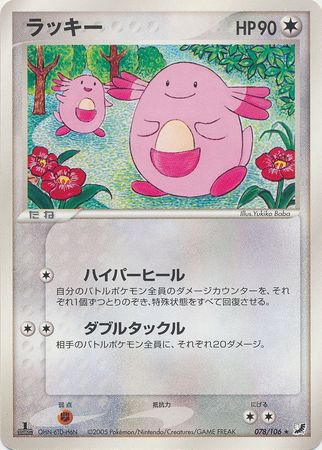 ラッキー HP90
たね Illus. Yukiko Baba
ハイパーヒール
自分のバトルポケモン全員のダメージカウンターを、それ
ぞれ1個ずつとりのぞき、特殊状態をすべて回復させる。
ダブルタックル
相手のバトルポケモン全員に、それぞれ20ダメージ。
弱点 抵抗力 にげる
1 EDITION QHN-610-H6N ©2005 Pokémon/Nintendo/Creatures/GAME FREAK 078/106